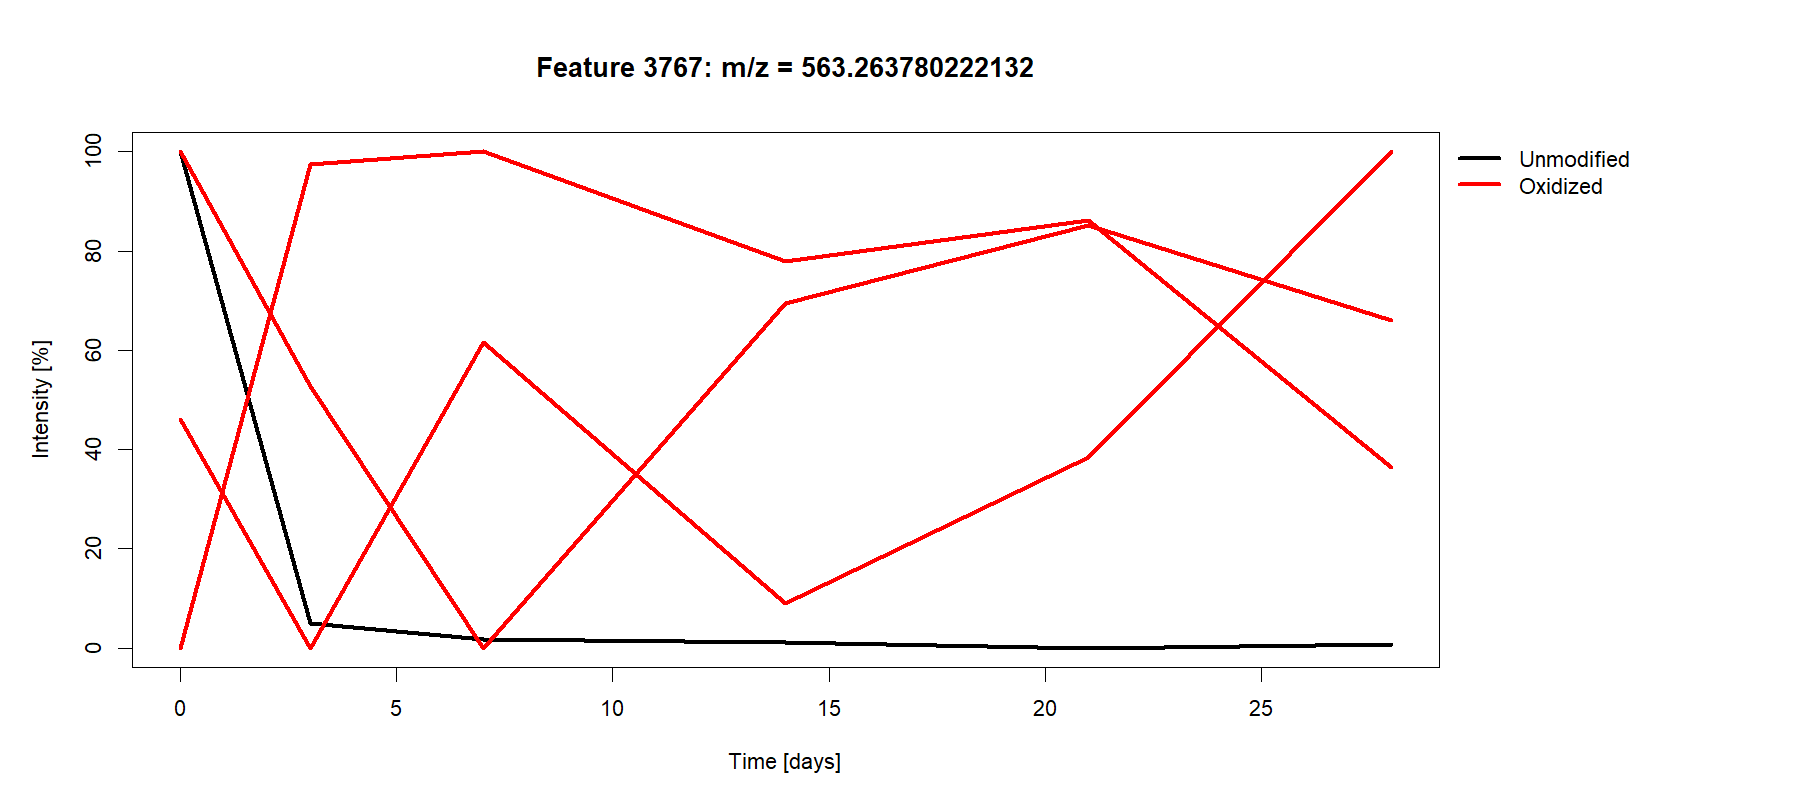 Feature 3767: m/z = 563.263780222132
Unmodified
Oxidized
Intensity [%]
100
80
60
40
20
0
0 5 10 15 20 25
Time [days]